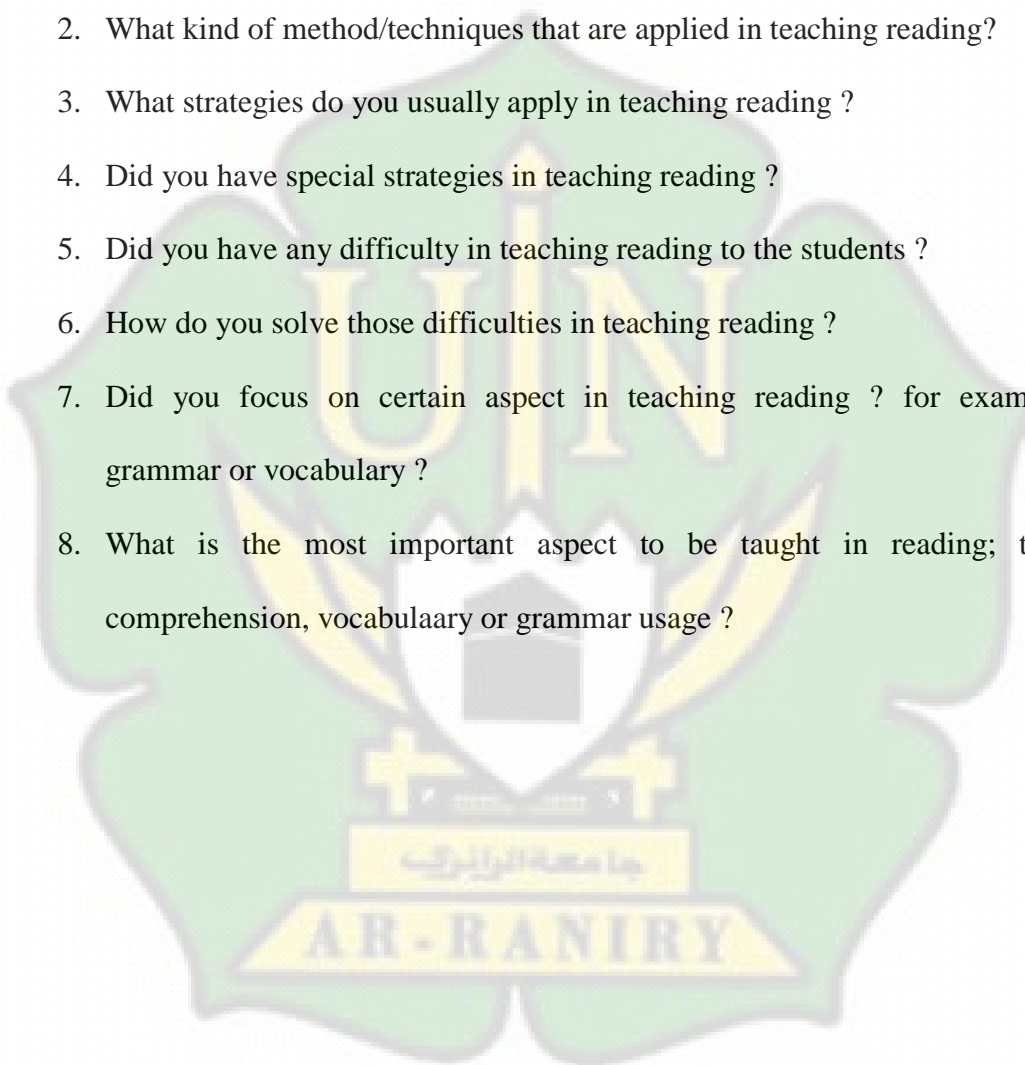 2. What kind of method/techniques that are applied in teaching reading?
3. What strategies do you usually apply in teaching reading ?
4. Did you have special strategies in teaching reading ?
5. Did you have any difficulty in teaching reading to the students ?
6. How do you solve those difficulties in teaching reading ?
7. Did you focus on certain aspect in teaching reading ? for exam
grammar or vocabulary ?
8. What is the most important aspect to be taught in reading; t
comprehension, vocabulaary or grammar usage ?
UIN
جامعة الرانري
AR-RANIRY